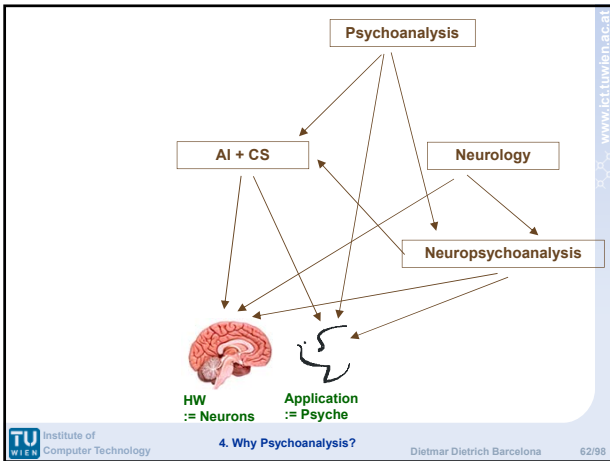 Psychoanalysis
www.ict.tuwien.ac.at
AI + CS
Neurology
Neuropsychoanalysis
HW
:= Neurons
Application
:= Psyche
TU
WIEN
Institute of
Computer Technology
4. Why Psychoanalysis?
Dietmar Dietrich Barcelona
62/98